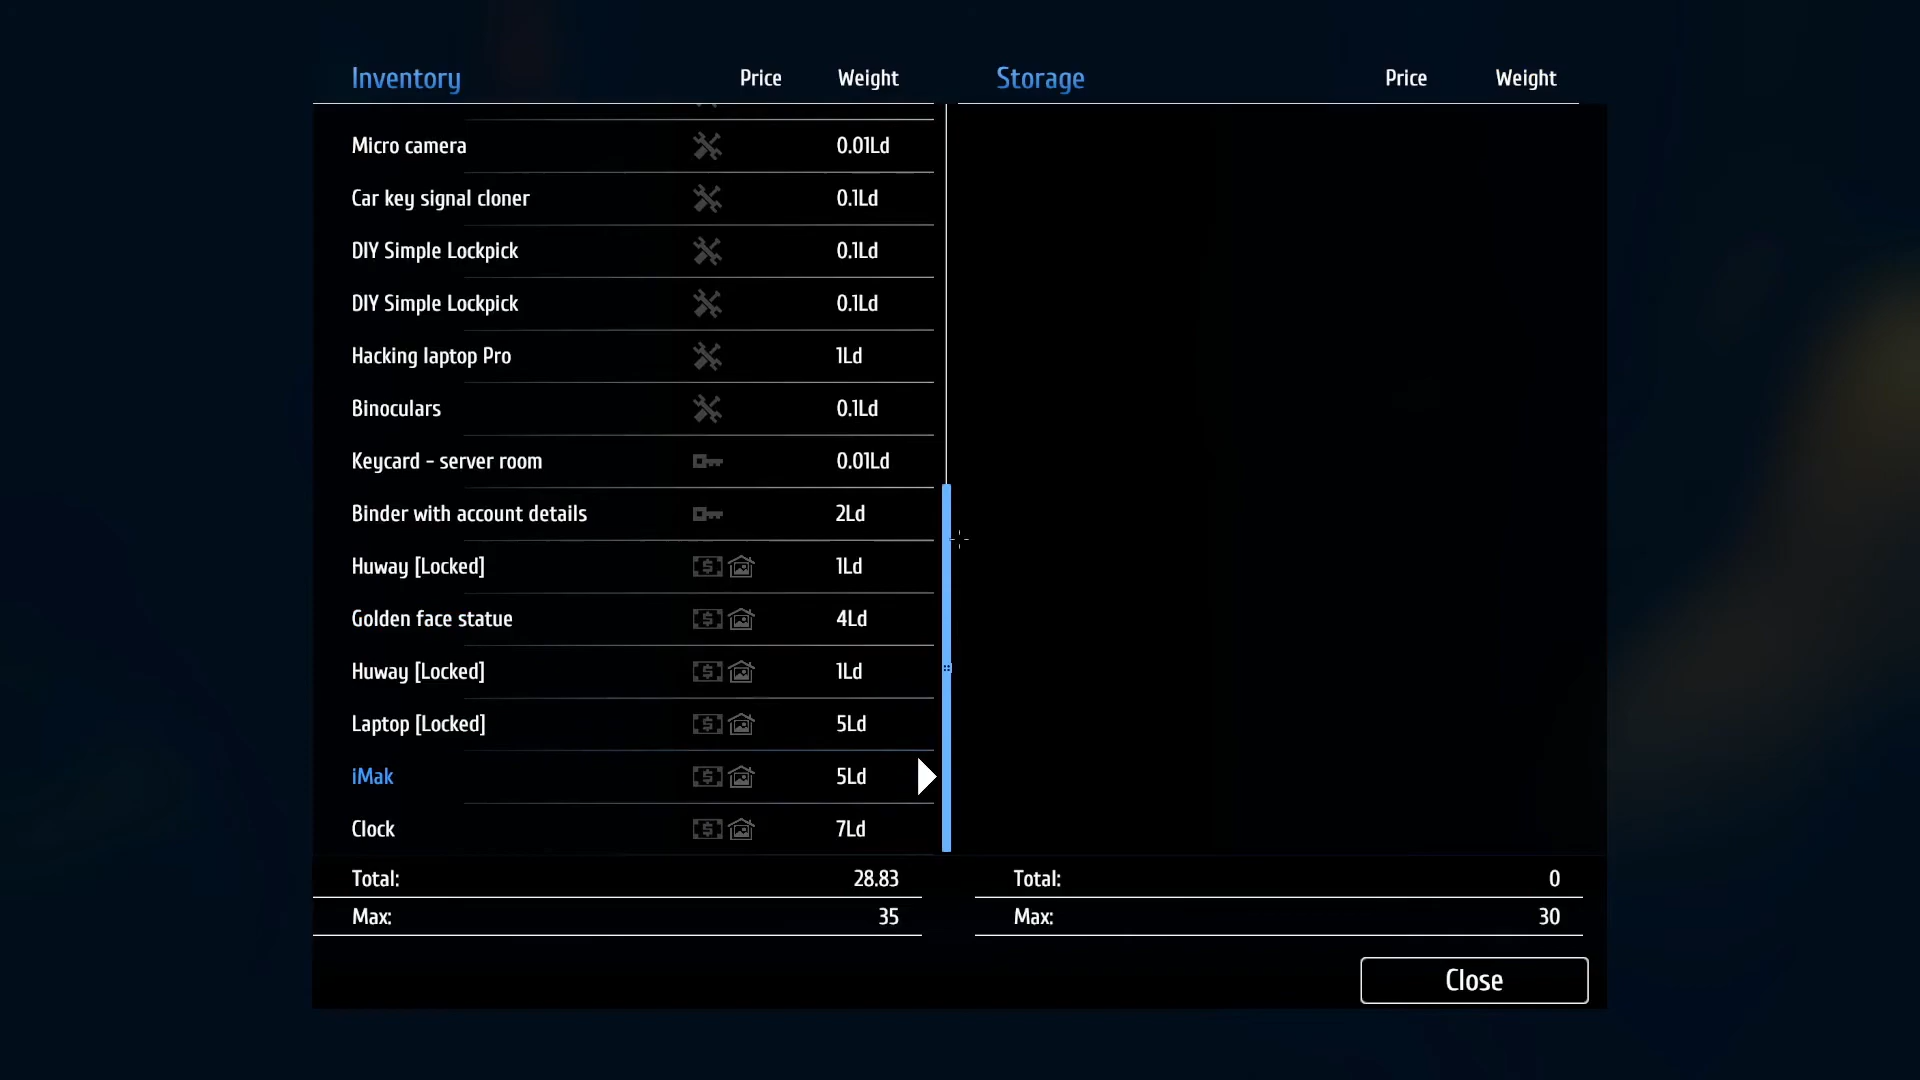 Inventory Price Weight
Micro camera 0.01Ld
Car key signal cloner 0.1Ld
DIY Simple Lockpick 0.1Ld
DIY Simple Lockpick 0.1Ld
Hacking laptop Pro 1Ld
Binoculars 0.1Ld
Keycard - server room 0.01Ld
Binder with account details 2Ld
Huway [Locked] 1Ld
Golden face statue 4Ld
Huway [Locked] 1Ld
Laptop [Locked] 5Ld
iMak 5Ld
Clock 7Ld
Total: 28.83
Max: 35
Storage Price Weight
Total: 0
Max: 30
Close